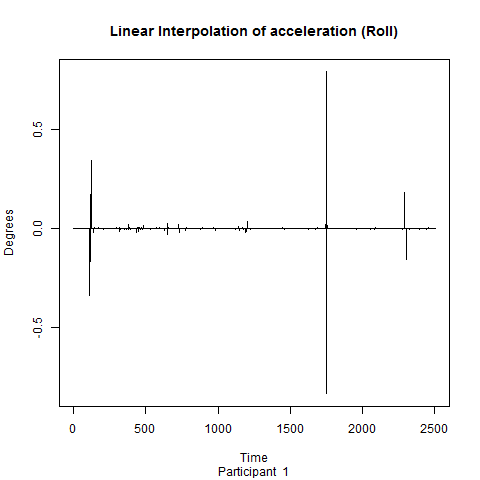 Linear Interpolation of acceleration (Roll)
0.5
0.0
-0.5
Degrees
0 500 1000 1500 2000 2500
Time
Participant 1